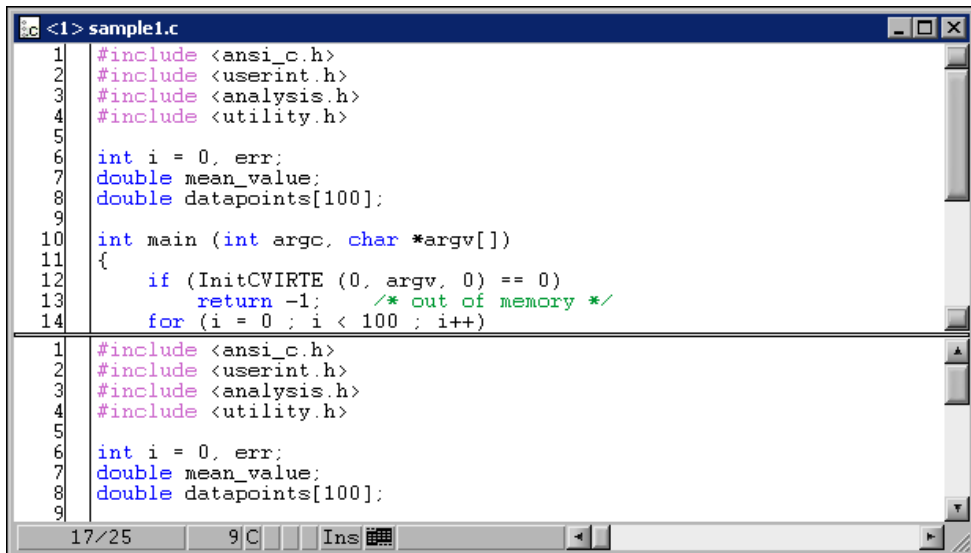 <1> sample1.c
1 #include <ansi_c.h>
2 #include <userint.h>
3 #include <analysis.h>
4 #include <utility.h>
5
6 int i = 0, err;
7 double mean_value;
8 double datapoints[100];
9
10 int main (int argc, char *argv[])
11 {
12     if (InitCVIRTE (0, argv, 0) == 0)
13         return -1;     /* out of memory */
14     for (i = 0 ; i < 100 ; i++)
1 #include <ansi_c.h>
2 #include <userint.h>
3 #include <analysis.h>
4 #include <utility.h>
5
6 int i = 0, err;
7 double mean_value;
8 double datapoints[100];
9
17/25 9 C Ins